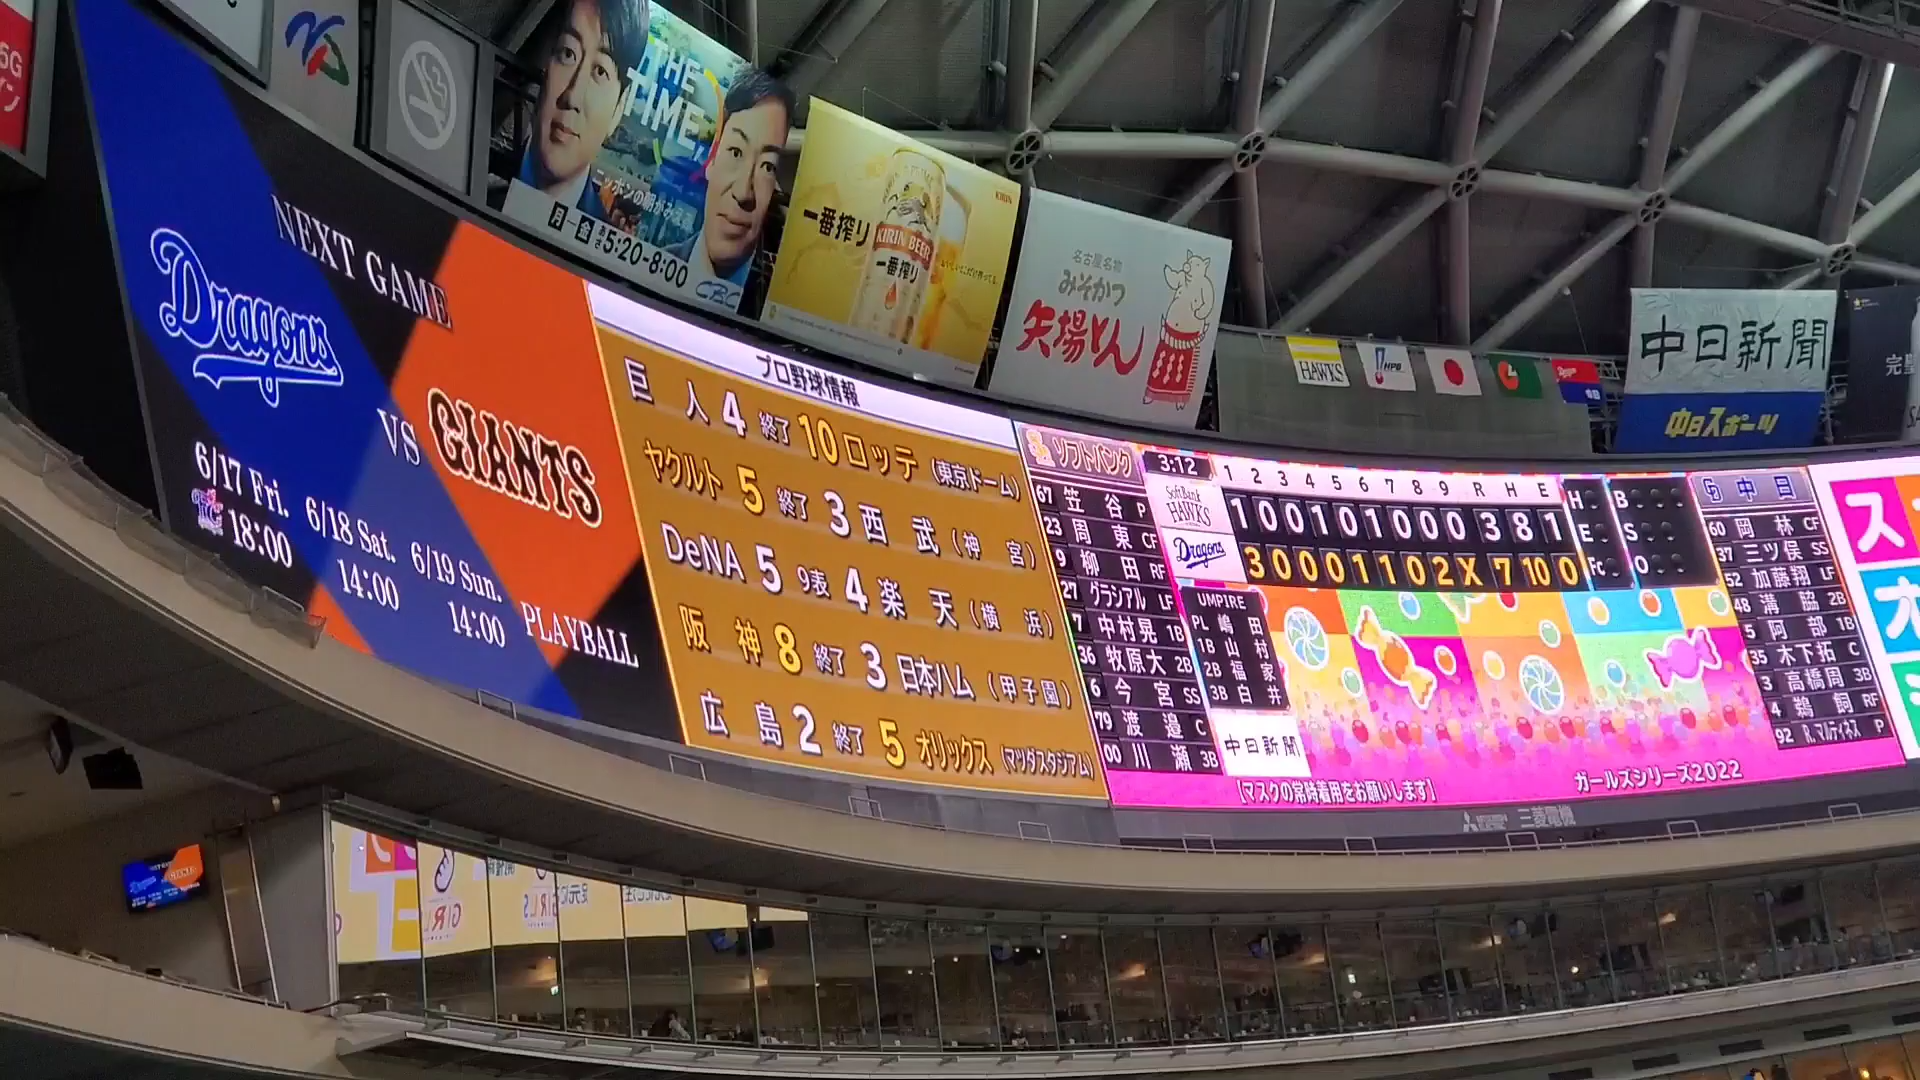 5G
THE TIME,
ニッポンの朝がみえる
月-金 あさ 5:20-8:00
CBC
KIRIN
一番搾り
KIRIN BEER
一番搾り
名古屋名物
みそかつ
矢場とん
HAWKS
中日新聞
中日スポーツ
NEXT GAME
Dragons
VS
GIANTS
6/17 Fri. 6/18 Sat. 6/19 Sun.
18:00 14:00 14:00 PLAYBALL
プロ野球情報
巨人 4 終了 10 ロッテ (東京ドーム)
ヤクルト 5 終了 3 西武 (神宮)
DeNA 5 9表 4 楽天 (横浜)
阪神 8 終了 3 日本ハム (甲子園)
広島 2 終了 5 オリックス (マツダスタジアム)
ソフトバンク
67 笠谷 P
23 周東 CF
9 柳田 RF
27 グラシアル LF
7 中村晃 1B
36 牧原大 2B
6 今宮 SS
79 渡邉 C
00 川瀬 3B
3:12 1 2 3 4 5 6 7 8 9 R H E
SoftBank HAWKS 1 0 0 1 0 1 0 0 0 3 8 1
Dragons 3 0 0 0 1 1 0 2 X 7 10 0
H B
E S
Fc O
UMPIRE
PL 嶋田
1B 山村
2B 福家
3B 白井
中日新聞
中日
60 岡林 CF
37 三ツ俣 SS
52 加藤翔 LF
48 溝脇 2B
5 阿部 1B
35 木下拓 C
3 高橋周 3B
4 鵜飼 RF
92 R.マルティネス P
【マスクの常時着用をお願いします】
ガールズシリーズ2022
三菱電機